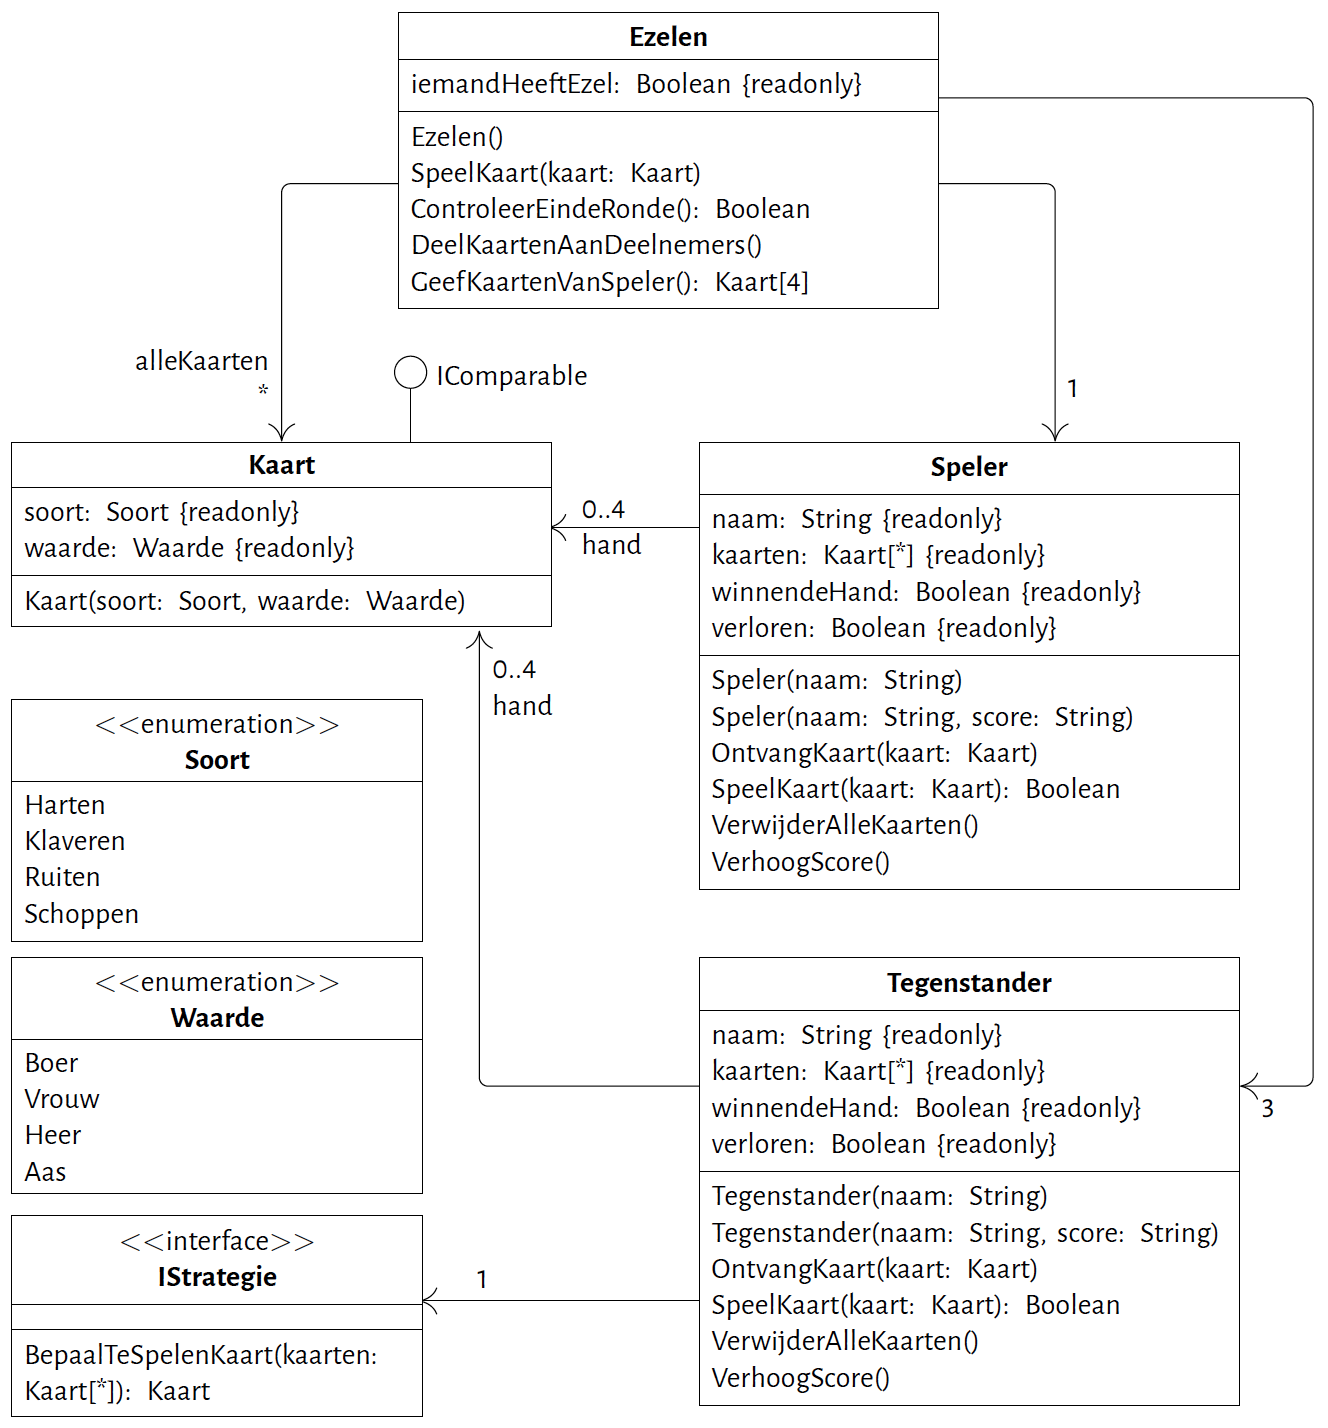 Ezelen
iemandHeeftEzel: Boolean {readonly}
Ezelen()
SpeelKaart(kaart: Kaart)
ControleerEindeRonde(): Boolean
DeelKaartenAanDeelnemers()
GeefKaartenVanSpeler(): Kaart[4]
alleKaarten
*
IComparable
1
Kaart
soort: Soort {readonly}
waarde: Waarde {readonly}
Kaart(soort: Soort, waarde: Waarde)
0..4
hand
Speler
naam: String {readonly}
kaarten: Kaart[*] {readonly}
winnendeHand: Boolean {readonly}
verloren: Boolean {readonly}
Speler(naam: String)
Speler(naam: String, score: String)
OntvangKaart(kaart: Kaart)
SpeelKaart(kaart: Kaart): Boolean
VerwijderAlleKaarten()
VerhoogScore()
0..4
hand
<<enumeration>>
Soort
Harten
Klaveren
Ruiten
Schoppen
<<enumeration>>
Waarde
Boer
Vrouw
Heer
Aas
<<interface>>
IStrategie
BepaalTeSpelenKaart(kaarten:
Kaart[*]): Kaart
1
Tegenstander
naam: String {readonly}
kaarten: Kaart[*] {readonly}
winnendeHand: Boolean {readonly}
verloren: Boolean {readonly}
Tegenstander(naam: String)
Tegenstander(naam: String, score: String)
OntvangKaart(kaart: Kaart)
SpeelKaart(kaart: Kaart): Boolean
VerwijderAlleKaarten()
VerhoogScore()
3